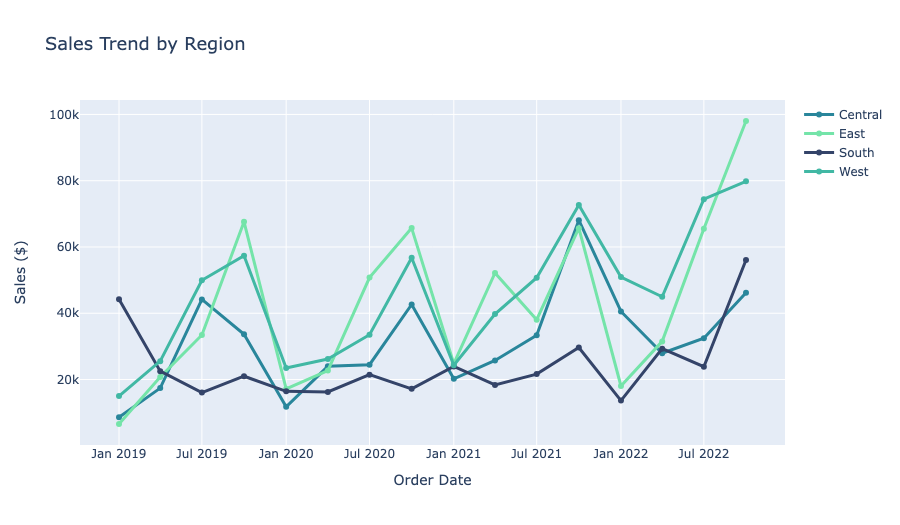 Sales Trend by Region
100k
80k
60k
40k
20k
Sales ($)
Jan 2019 Jul 2019 Jan 2020 Jul 2020 Jan 2021 Jul 2021 Jan 2022 Jul 2022
Order Date
Central
East
South
West